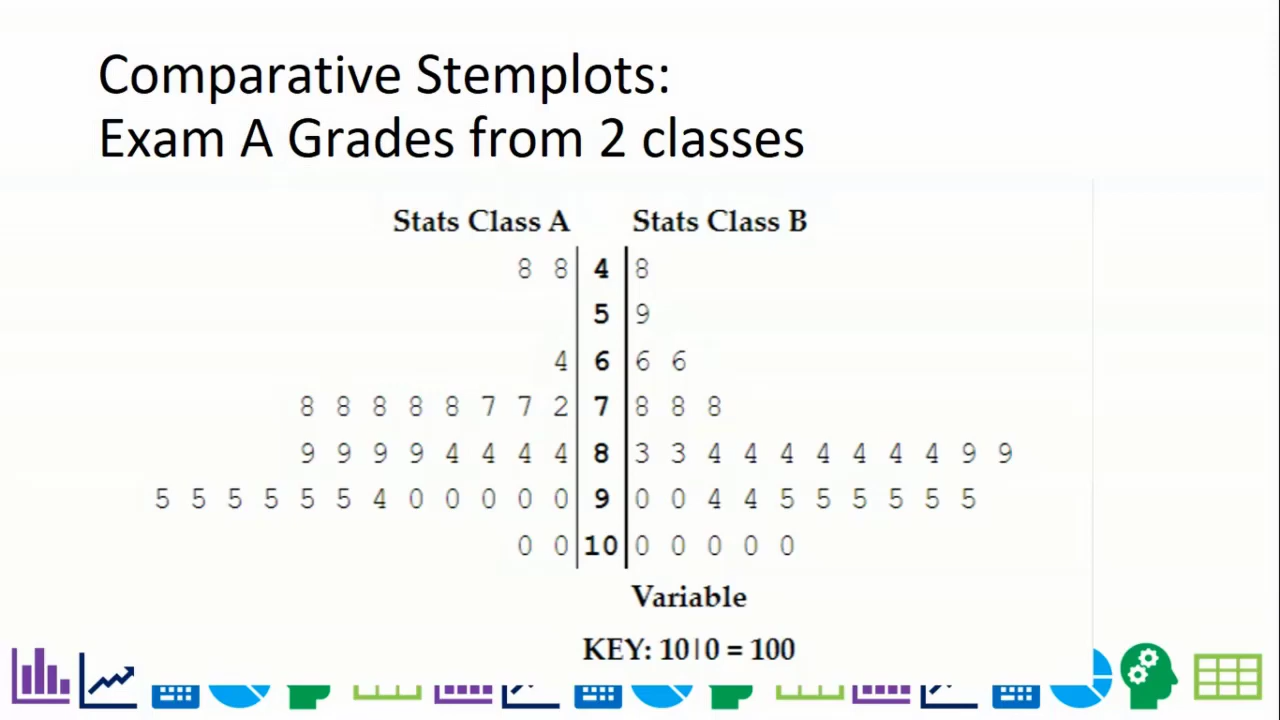 Comparative Stemplots:
Exam A Grades from 2 classes
Stats Class A Stats Class B
8 8 4 8
5 9
4 6 6 6
8 8 8 8 8 7 7 2 7 8 8 8
9 9 9 9 4 4 4 4 8 3 3 4 4 4 4 4 4 4 9 9
5 5 5 5 5 5 4 0 0 0 0 0 9 0 0 4 4 5 5 5 5 5 5
0 0 10 0 0 0 0 0
Variable
KEY: 10|0 = 100